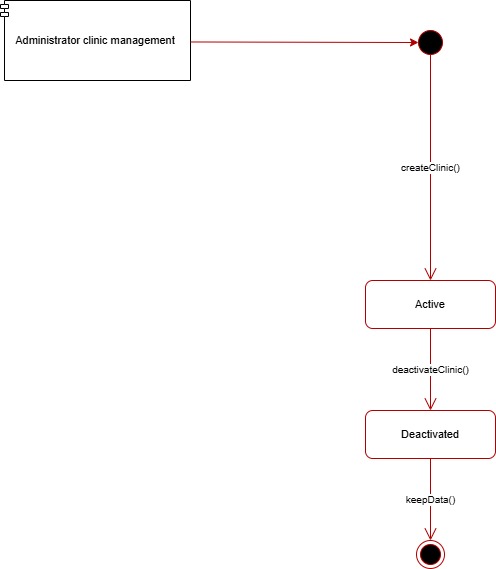 Administrator clinic management
createClinic()
Active
deactivateClinic()
Deactivated
keepData()